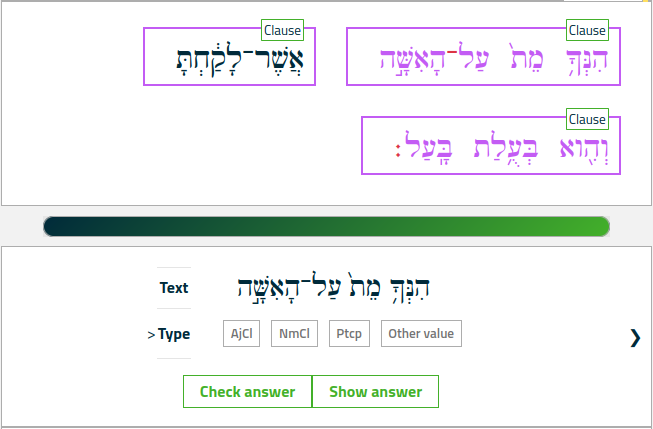 Clause
Clause
הִנְּךָ֥ מֵת֙ עַל־הָאִשָּׁ֣ה אֲשֶׁר־לָקַ֔חְתָּ
Clause
וְהִ֖וא בְּעֻ֥לַת בָּֽעַל׃
Text הִנְּךָ֥ מֵת֙ עַל־הָאִשָּׁ֣ה
>Type AjCl NmCl Ptcp Other value ❯
Check answer Show answer